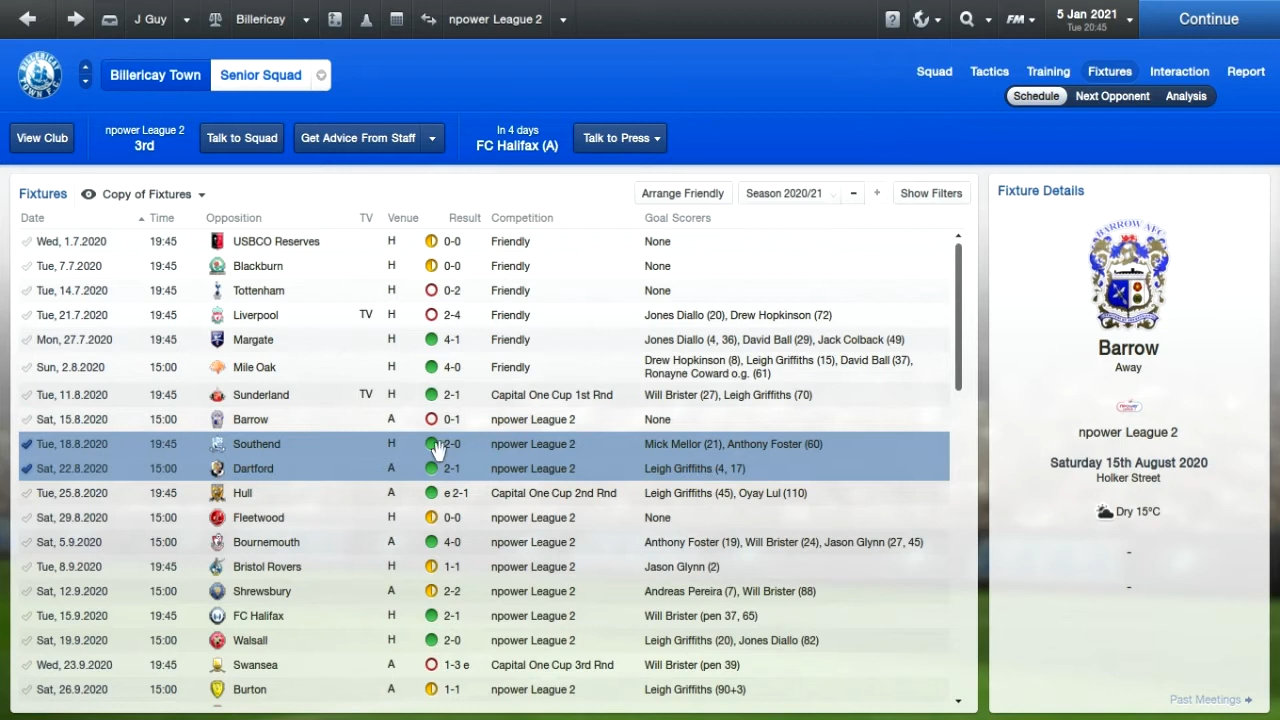 J Guy Billericay npower League 2 ? FM 5 Jan 2021 Continue
Tue 20:45
Billericay Town Senior Squad Squad Tactics Training Fixtures Interaction Report
Schedule Next Opponent Analysis
View Club npower League 2 Talk to Squad Get Advice From Staff In 4 days Talk to Press
3rd FC Halifax (A)
Fixtures Copy of Fixtures Arrange Friendly Season 2020/21 - + Show Filters
Date Time Opposition TV Venue Result Competition Goal Scorers
Wed, 1.7.2020 19:45 USBCO Reserves H 0-0 Friendly None
Tue, 7.7.2020 19:45 Blackburn H 0-0 Friendly None
Tue, 14.7.2020 19:45 Tottenham H 0-2 Friendly None
Tue, 21.7.2020 19:45 Liverpool TV H 2-4 Friendly Jones Diallo (20), Drew Hopkinson (72)
Mon, 27.7.2020 19:45 Margate H 4-1 Friendly Jones Diallo (4, 36), David Ball (29), Jack Colback (49)
Sun, 2.8.2020 15:00 Mile Oak H 4-0 Friendly Drew Hopkinson (8), Leigh Griffiths (15), David Ball (37),
Ronayne Coward o.g. (61)
Tue, 11.8.2020 19:45 Sunderland TV H 2-1 Capital One Cup 1st Rnd Will Brister (27), Leigh Griffiths (70)
Sat, 15.8.2020 15:00 Barrow A 0-1 npower League 2 None
Tue, 18.8.2020 19:45 Southend H 2-0 npower League 2 Mick Mellor (21), Anthony Foster (60)
Sat, 22.8.2020 15:00 Dartford A 2-1 npower League 2 Leigh Griffiths (4, 17)
Tue, 25.8.2020 19:45 Hull A e 2-1 Capital One Cup 2nd Rnd Leigh Griffiths (45), Oyay Lul (110)
Sat, 29.8.2020 15:00 Fleetwood H 0-0 npower League 2 None
Sat, 5.9.2020 15:00 Bournemouth A 4-0 npower League 2 Anthony Foster (19), Will Brister (24), Jason Glynn (27, 45)
Tue, 8.9.2020 19:45 Bristol Rovers H 1-1 npower League 2 Jason Glynn (2)
Sat, 12.9.2020 15:00 Shrewsbury A 2-2 npower League 2 Andreas Pereira (7), Will Brister (88)
Tue, 15.9.2020 19:45 FC Halifax H 2-1 npower League 2 Will Brister (pen 37, 65)
Sat, 19.9.2020 15:00 Walsall H 2-0 npower League 2 Leigh Griffiths (20), Jones Diallo (82)
Wed, 23.9.2020 19:45 Swansea A 1-3 e Capital One Cup 3rd Rnd Will Brister (pen 39)
Sat, 26.9.2020 15:00 Burton A 1-1 npower League 2 Leigh Griffiths (90+3)
Fixture Details
BARROW AFC
Barrow
Away
npower League 2
Saturday 15th August 2020
Holker Street
Dry 15°C
-
-
Past Meetings